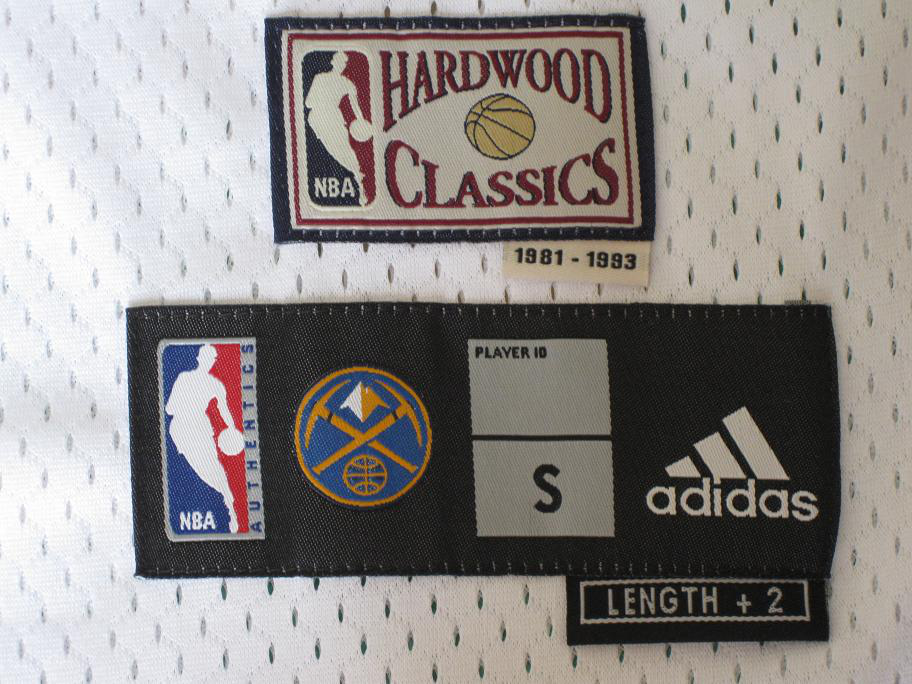 HARDWOOD
CLASSICS
NBA
1981 - 1993
AUTHENTICS
NBA
PLAYER ID
S
adidas
LENGTH + 2